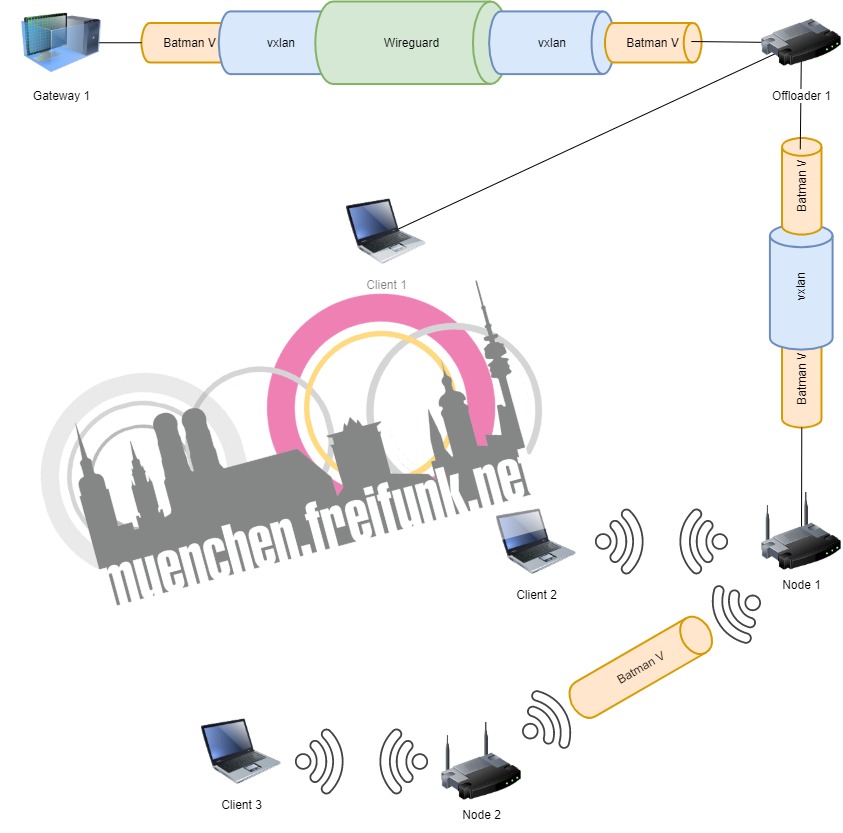 Batman V
vxlan
Wireguard
vxlan
Batman V
Gateway 1
Offloader 1
Batman V
Client 1
vxlan
Batman V
muenchen.freifunk.net
Client 2
Node 1
Batman V
Client 3
Node 2